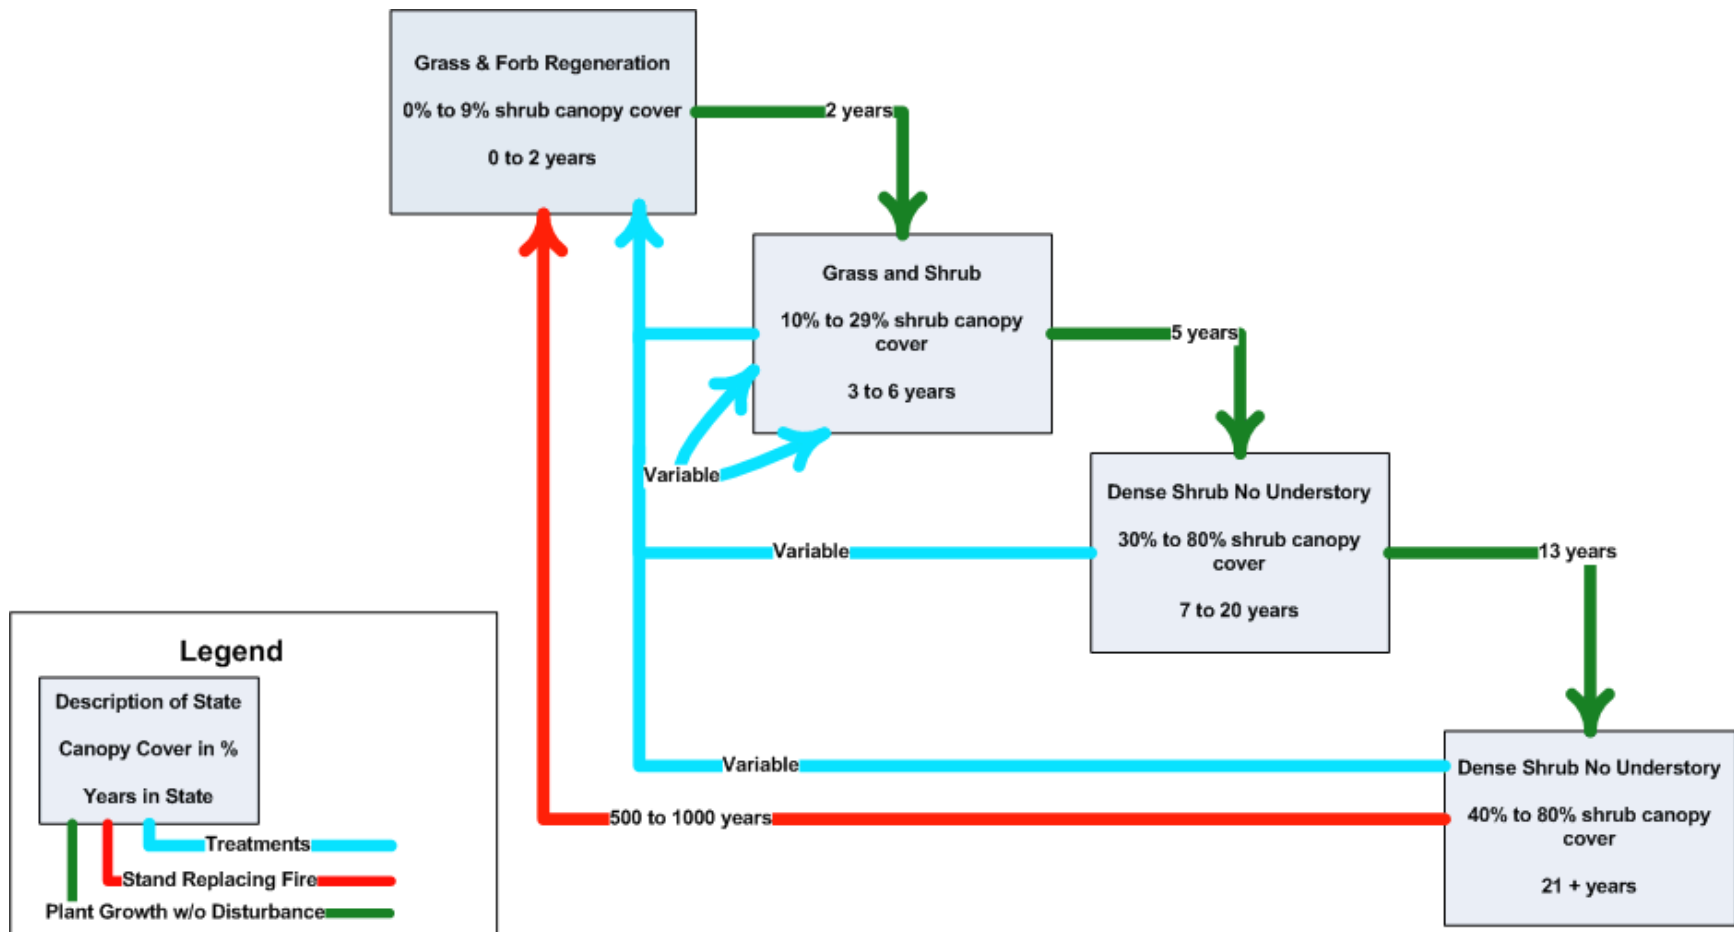 Grass & Forb Regeneration
0% to 9% shrub canopy cover
0 to 2 years
2 years
Grass and Shrub
10% to 29% shrub canopy
cover
3 to 6 years
5 years
Variable
Dense Shrub No Understory
30% to 80% shrub canopy
cover
7 to 20 years
Variable
13 years
Dense Shrub No Understory
40% to 80% shrub canopy
cover
21 + years
Variable
500 to 1000 years
Legend
Description of State
Canopy Cover in %
Years in State
Treatments
Stand Replacing Fire
Plant Growth w/o Disturbance